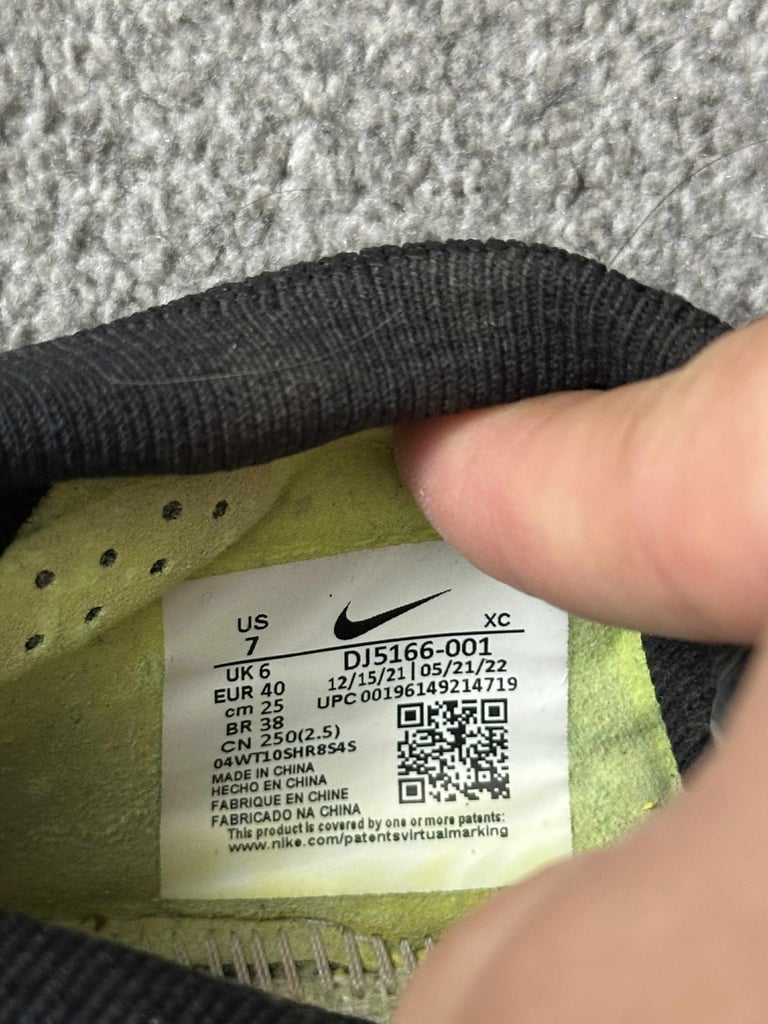 US
7
XC
DJ5166-001
UK 6
12/15/21 | 05/21/22
EUR 40
UPC 00196149214719
cm 25
BR 38
CN 250(2.5)
04WT10SHR8S4S
MADE IN CHINA
HECHO EN CHINA
FABRIQUE EN CHINE
FABRICADO NA CHINA
This product is covered by one or more patents:
www.nike.com/patentsvirtualmarking